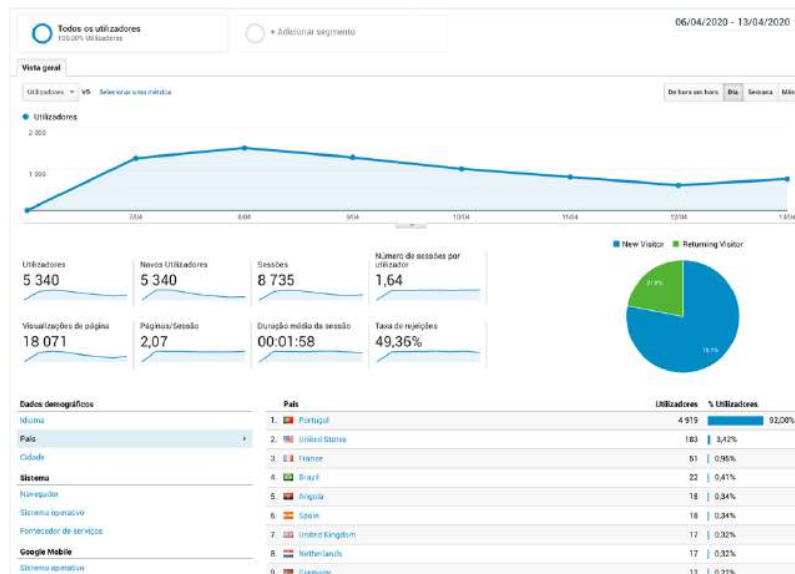 Todos os utilizadores
100,00% Utilizadores
+ Adicionar segmento
06/04/2020 - 13/04/2020
Vista geral
Utilizadores VS Selecionar uma métrica
De hora em hora Dia Semana Mês
Utilizadores
2 000
1 000
7/04 8/04 9/04 10/04 11/04 12/04 13/04
New Visitor Returning Visitor
Utilizadores
5 340
Novos Utilizadores
5 340
Sessões
8 735
Número de sessões por
utilizador
1,64
Visualizações de página
18 071
Páginas/Sessão
2,07
Duração média da sessão
00:01:58
Taxa de rejeições
49,36%
Dados demográficos
Idioma
País
Cidade
Sistema
Navegador
Sistema operativo
Fornecedor de serviços
Google Mobile
Sistema operativo
País Utilizadores % Utilizadores
1. Portugal 4 919 92,00%
2. United States 183 3,42%
3. France 51 0,95%
4. Brazil 22 0,41%
5. Angola 18 0,34%
6. Spain 18 0,34%
7. United Kingdom 17 0,32%
8. Netherlands 17 0,32%
9. Germany 12 0,22%